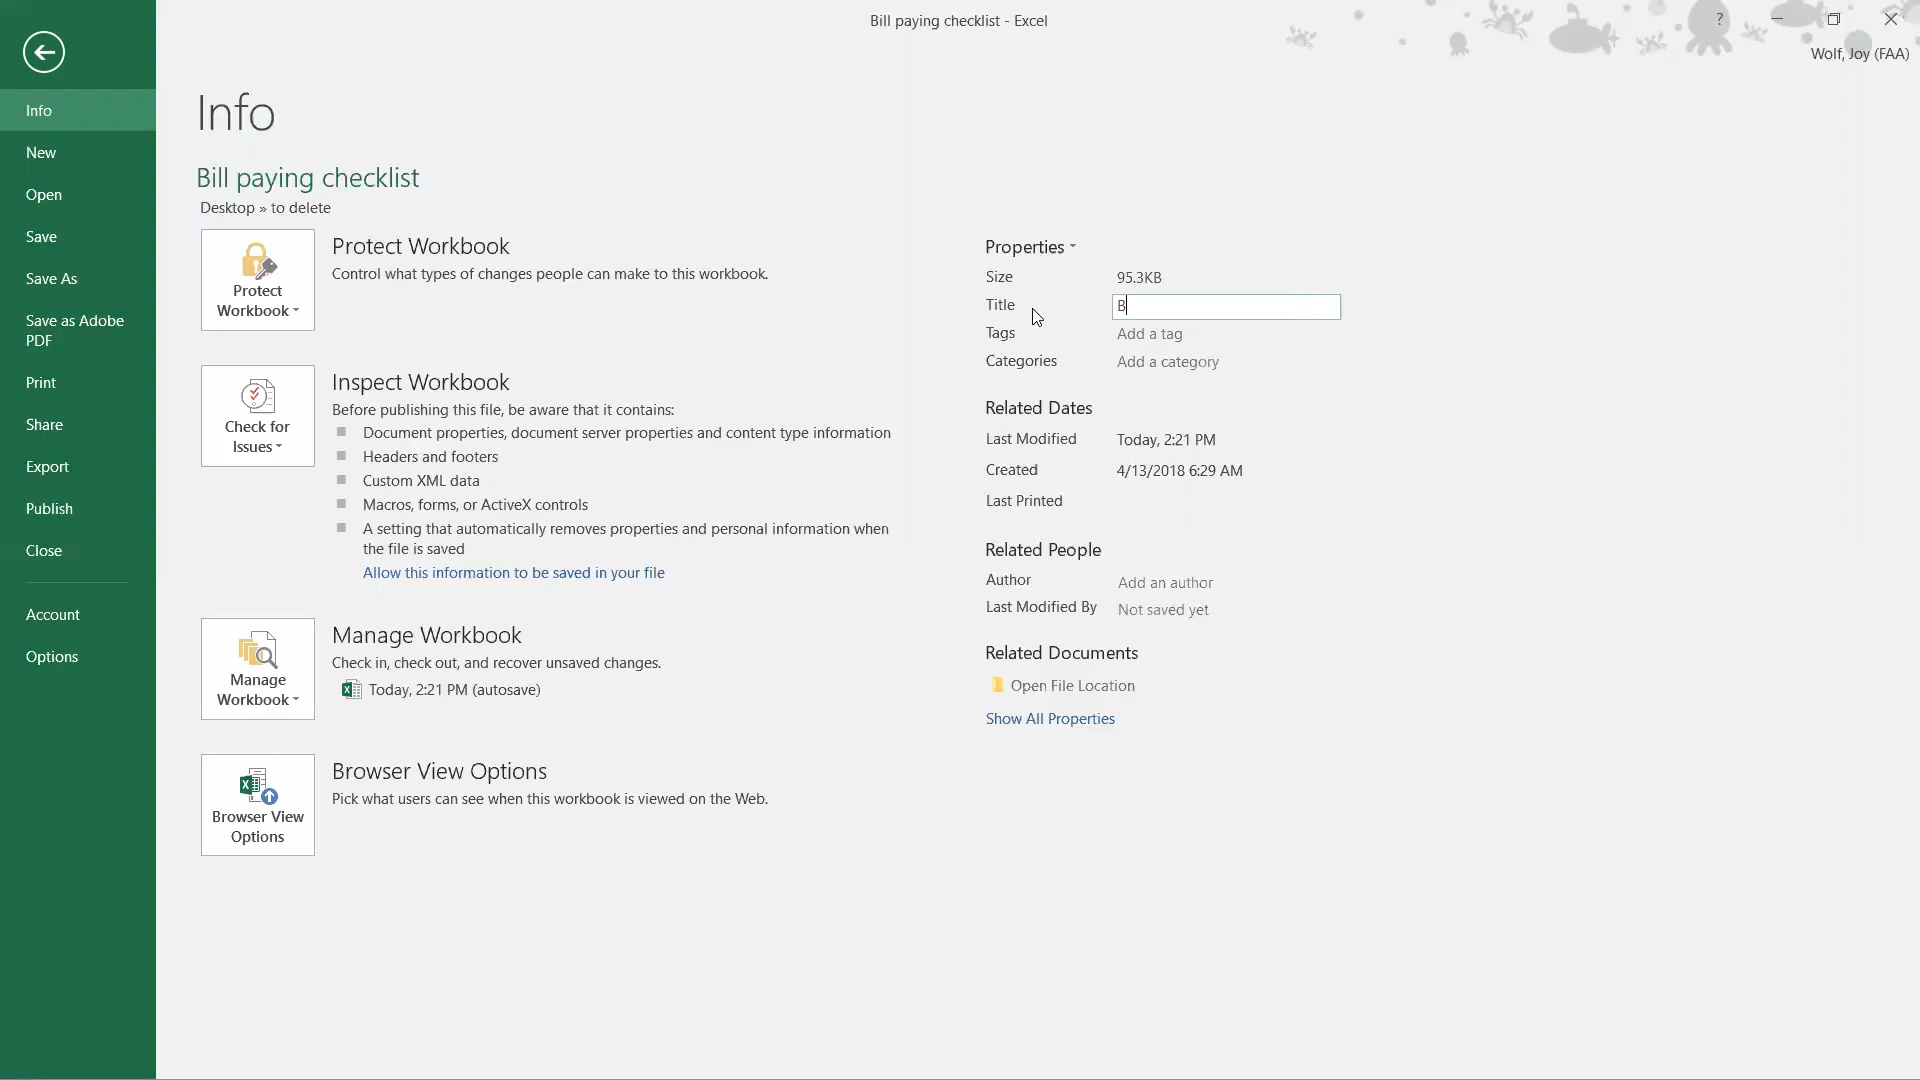 Bill paying checklist - Excel
?
Wolf, Joy (FAA)
Info
New
Open
Save
Save As
Save as Adobe
PDF
Print
Share
Export
Publish
Close
Account
Options
Info
Bill paying checklist
Desktop » to delete
Protect
Workbook
Protect Workbook
Control what types of changes people can make to this workbook.
Check for
Issues
Inspect Workbook
Before publishing this file, be aware that it contains:
Document properties, document server properties and content type information
Headers and footers
Custom XML data
Macros, forms, or ActiveX controls
A setting that automatically removes properties and personal information when
the file is saved
Allow this information to be saved in your file
Manage
Workbook
Manage Workbook
Check in, check out, and recover unsaved changes.
Today, 2:21 PM (autosave)
Browser View
Options
Browser View Options
Pick what users can see when this workbook is viewed on the Web.
Properties
Size 95.3KB
Title B
Tags Add a tag
Categories Add a category
Related Dates
Last Modified Today, 2:21 PM
Created 4/13/2018 6:29 AM
Last Printed
Related People
Author Add an author
Last Modified By Not saved yet
Related Documents
Open File Location
Show All Properties